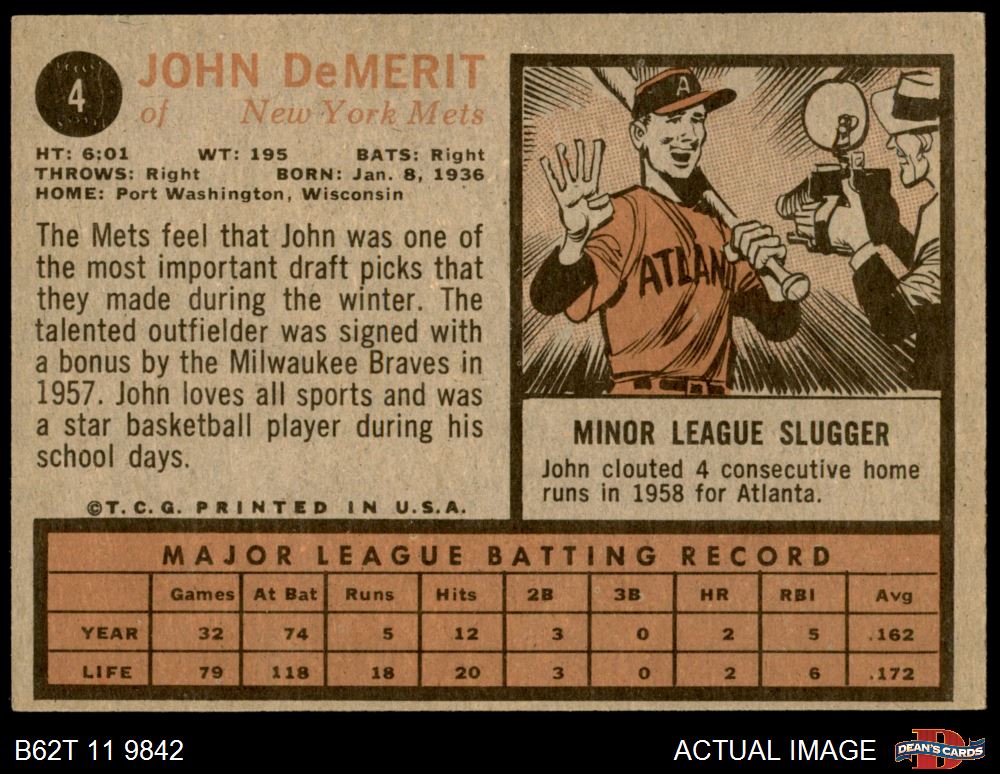 4
JOHN DeMERIT
of New York Mets
HT: 6:01 WT: 195 BATS: Right
THROWS: Right BORN: Jan. 8, 1936
HOME: Port Washington, Wisconsin
The Mets feel that John was one of
the most important draft picks that
they made during the winter. The
talented outfielder was signed with
a bonus by the Milwaukee Braves in
1957. John loves all sports and was
a star basketball player during his
school days.
©T. C. G. PRINTED IN U.S.A.
A
ATLAN
MINOR LEAGUE SLUGGER
John clouted 4 consecutive home
runs in 1958 for Atlanta.
MAJOR LEAGUE BATTING RECORD
Games At Bat Runs Hits 2B 3B HR RBI Avg
YEAR 32 74 5 12 3 0 2 5 .162
LIFE 79 118 18 20 3 0 2 6 .172
B62T 11 9842
ACTUAL IMAGE
D
DEAN'S CARDS